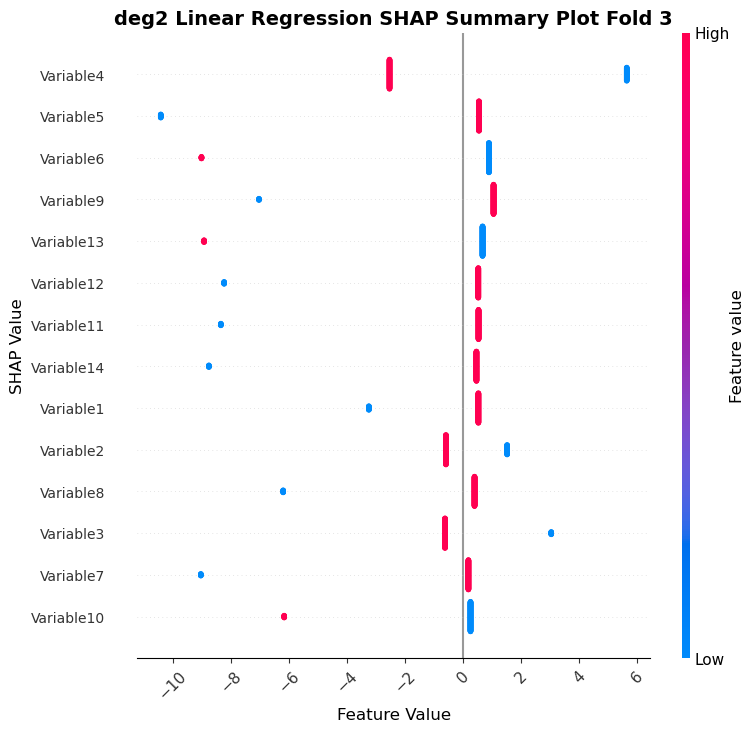 deg2 Linear Regression SHAP Summary Plot Fold 3
High
Variable4
Variable5
Variable6
Variable9
Variable13
Variable12
Variable11
Variable14
Variable1
Variable2
Variable8
Variable3
Variable7
Variable10
SHAP Value
Feature value
Low
−10 −8 −6 −4 −2 0 2 4 6
Feature Value